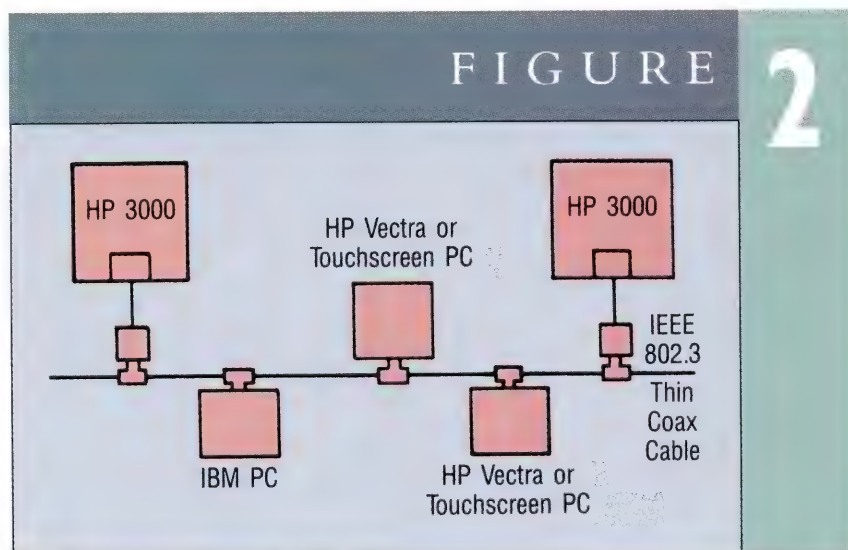 FIGURE 2
HP 3000
HP 3000
HP Vectra or
Touchscreen PC
IEEE
802.3
Thin
Coax
Cable
IBM PC
HP Vectra or
Touchscreen PC